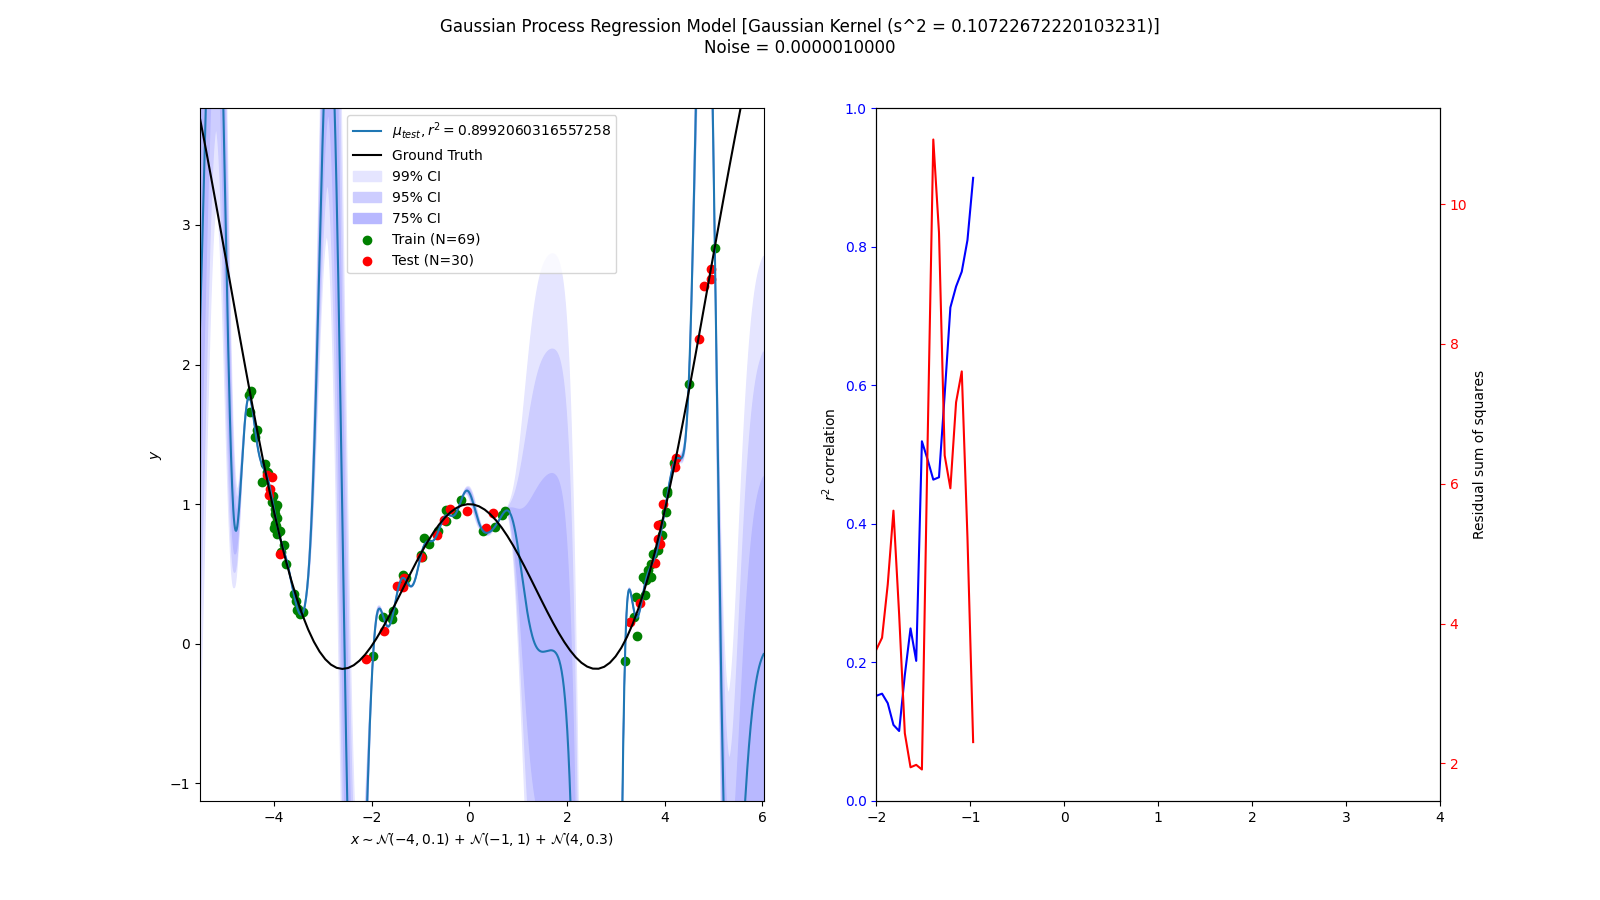 Gaussian Process Regression Model [Gaussian Kernel (s^2 = 0.10722672220103231)]
Noise = 0.0000010000
μ_test, r² = 0.8992060316557258
Ground Truth
99% CI
95% CI
75% CI
Train (N=69)
Test (N=30)
3
2
1
0
−1
y
−4
−2
0
2
4
6
x ~ 𝒩(−4, 0.1) + 𝒩(−1, 1) + 𝒩(4, 0.3)
1.0
0.8
0.6
0.4
0.2
0.0
r² correlation
−2
−1
0
1
2
3
4
10
8
6
4
2
Residual sum of squares